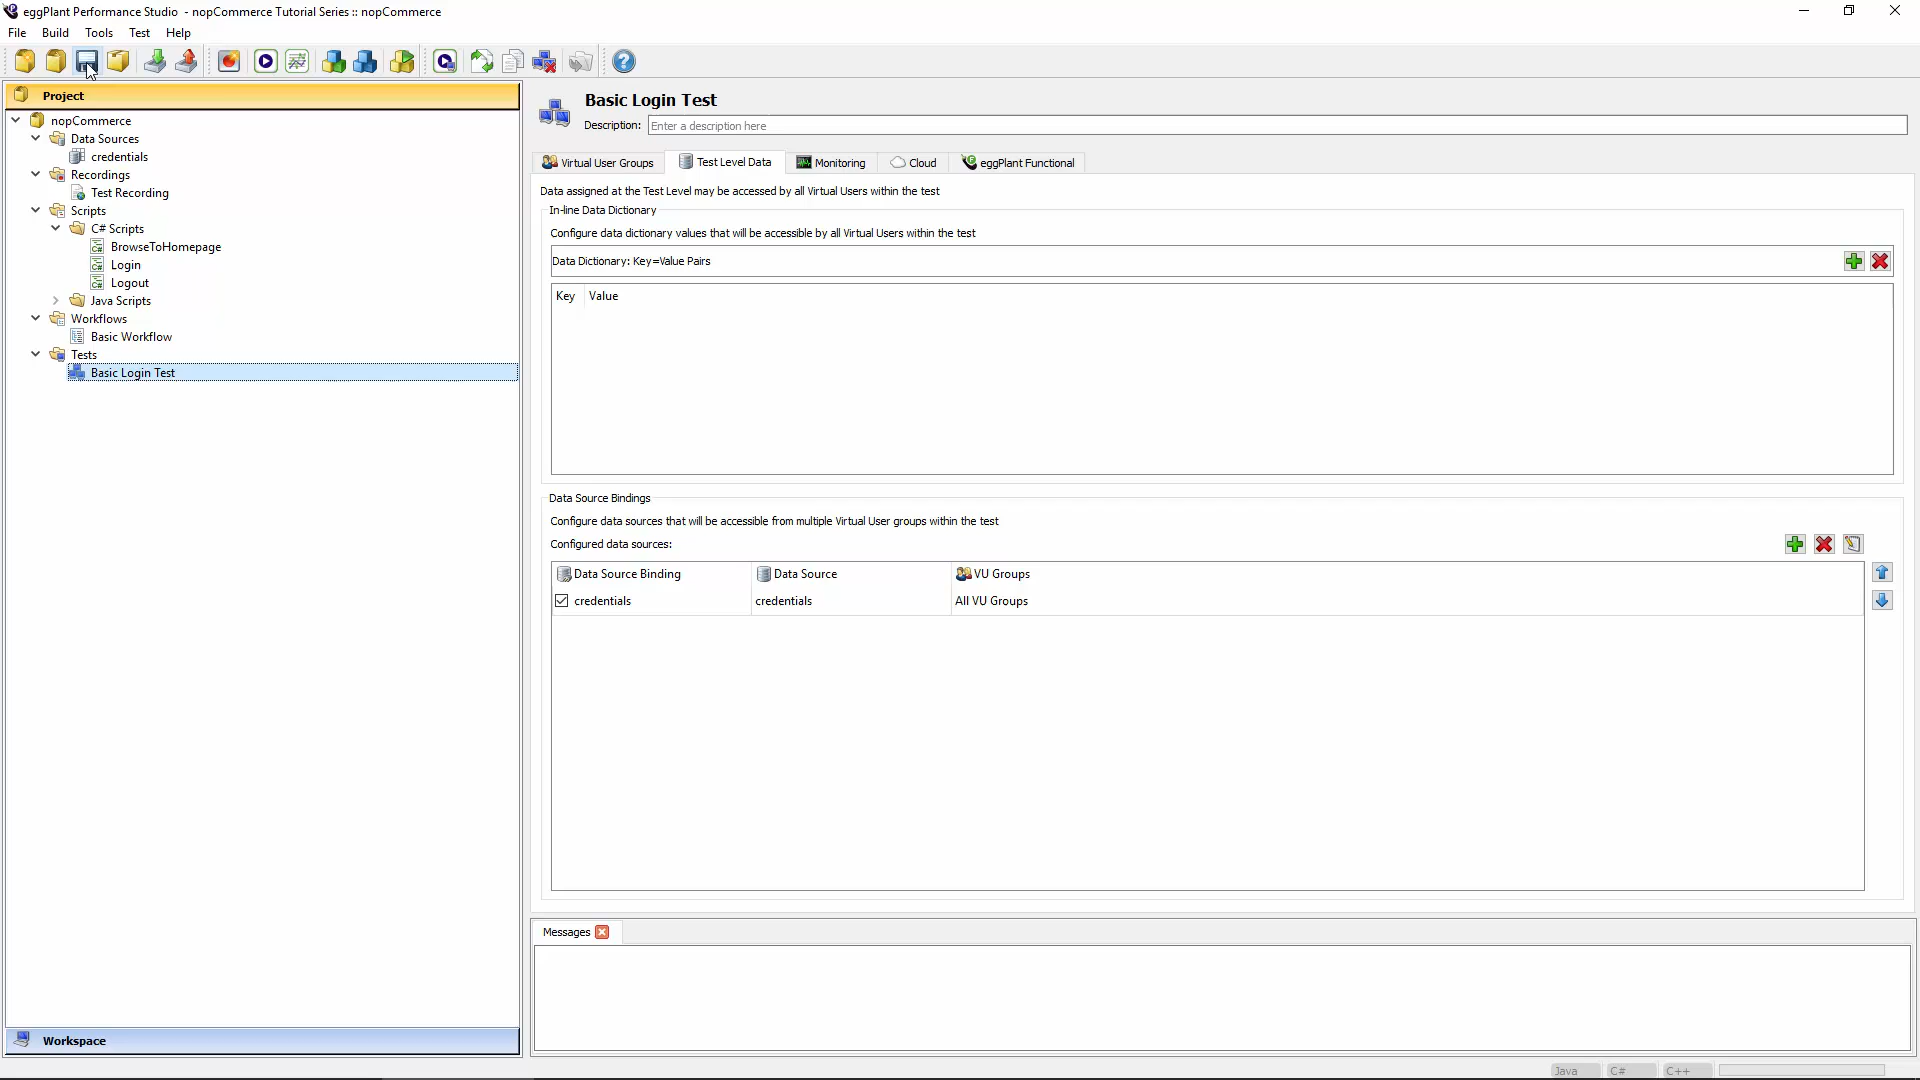 eggPlant Performance Studio - nopCommerce Tutorial Series :: nopCommerce
File Build Tools Test Help
Project
nopCommerce
Data Sources
credentials
Recordings
Test Recording
Scripts
C# Scripts
BrowseToHomepage
Login
Logout
Java Scripts
Workflows
Basic Workflow
Tests
Basic Login Test
Workspace
Basic Login Test
Description: Enter a description here
Virtual User Groups Test Level Data Monitoring Cloud eggPlant Functional
Data assigned at the Test Level may be accessed by all Virtual Users within the test
In-line Data Dictionary
Configure data dictionary values that will be accessible by all Virtual Users within the test
Data Dictionary: Key=Value Pairs
Key Value
Data Source Bindings
Configure data sources that will be accessible from multiple Virtual User groups within the test
Configured data sources:
Data Source Binding Data Source VU Groups
credentials credentials All VU Groups
Messages
Java C# C++